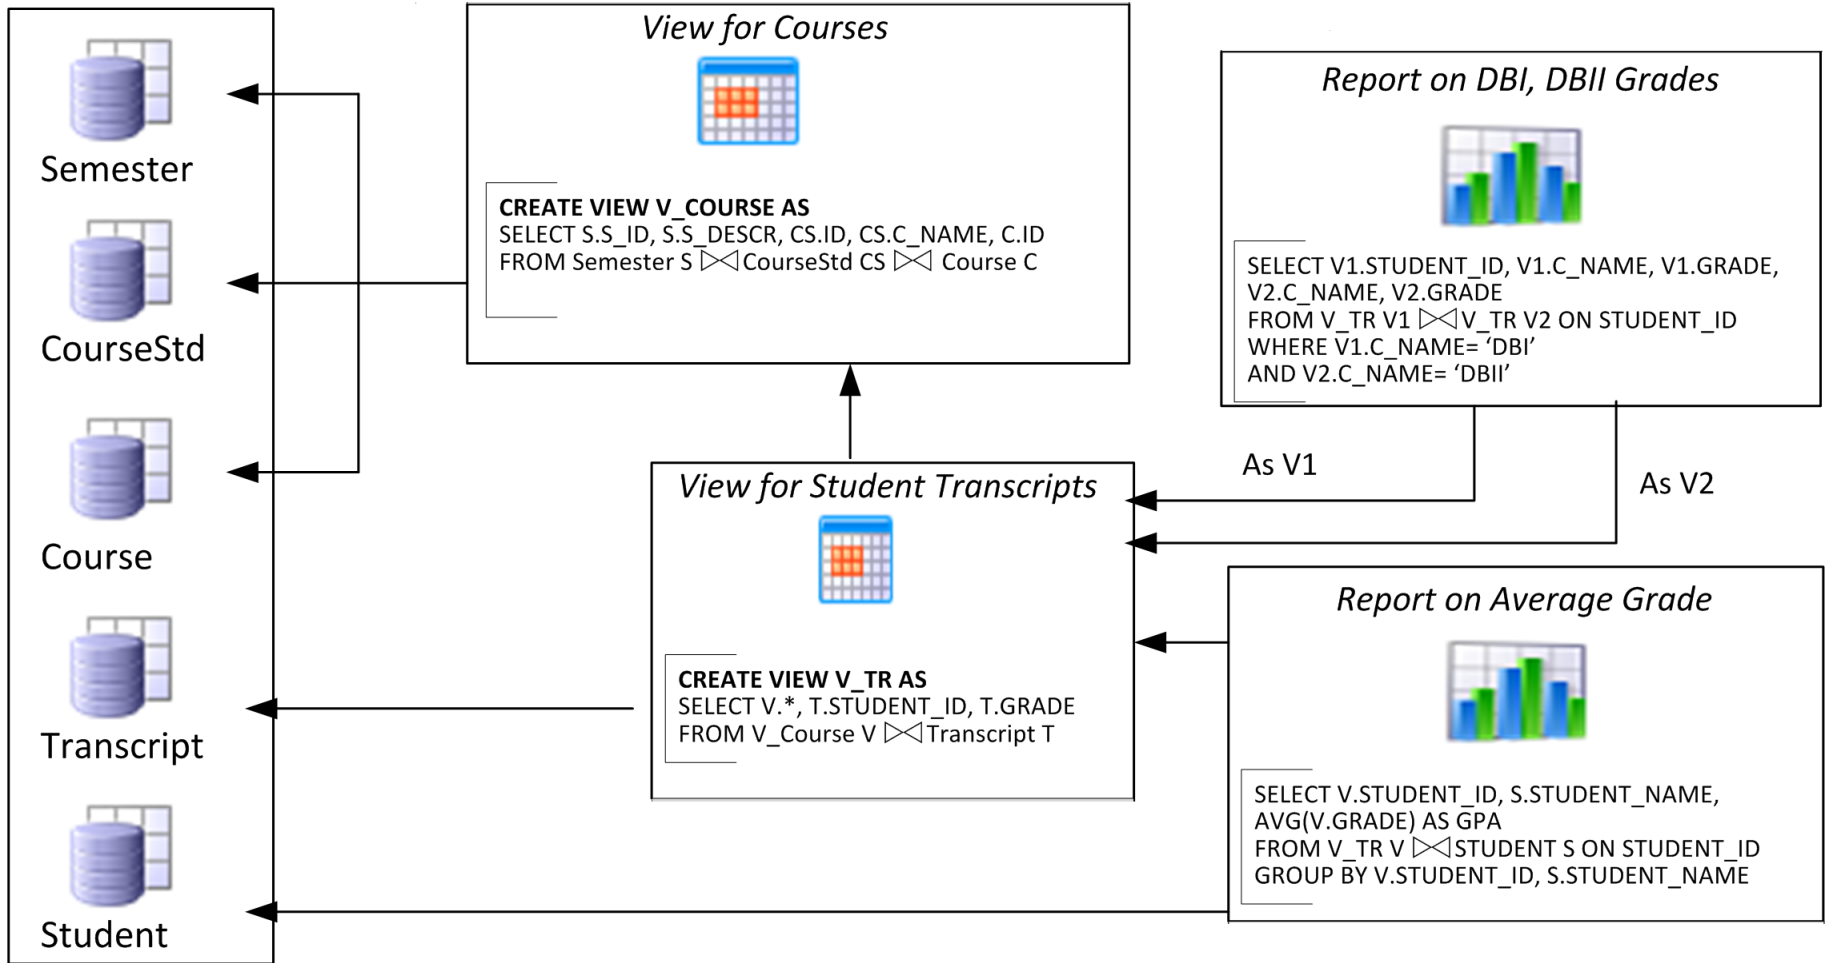 Semester
CourseStd
Course
Transcript
Student
View for Courses
CREATE VIEW V_COURSE AS
SELECT S.S_ID, S.S_DESCR, CS.ID, CS.C_NAME, C.ID
FROM Semester S ⋈ CourseStd CS ⋈ Course C
View for Student Transcripts
CREATE VIEW V_TR AS
SELECT V.*, T.STUDENT_ID, T.GRADE
FROM V_Course V ⋈ Transcript T
Report on DBI, DBII Grades
SELECT V1.STUDENT_ID, V1.C_NAME, V1.GRADE,
V2.C_NAME, V2.GRADE
FROM V_TR V1 ⋈ V_TR V2 ON STUDENT_ID
WHERE V1.C_NAME= ‘DBI’
AND V2.C_NAME= ‘DBII’
As V1
As V2
Report on Average Grade
SELECT V.STUDENT_ID, S.STUDENT_NAME,
AVG(V.GRADE) AS GPA
FROM V_TR V ⋈ STUDENT S ON STUDENT_ID
GROUP BY V.STUDENT_ID, S.STUDENT_NAME